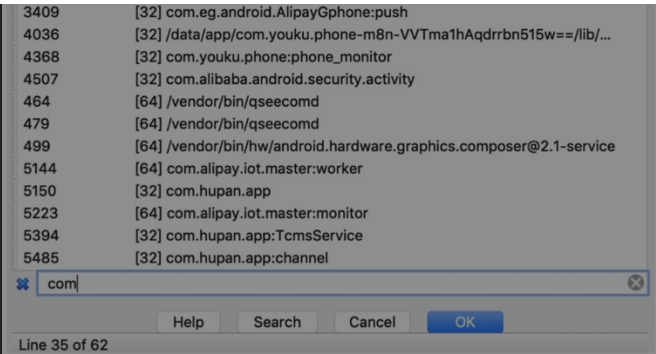 3409 [32] com.eg.android.AlipayGphone:push
4036 [32] /data/app/com.youku.phone-m8n-VVTma1hAqdrrbn515w==/lib/...
4368 [32] com.youku.phone:phone_monitor
4507 [32] com.alibaba.android.security.activity
464 [64] /vendor/bin/qseecomd
479 [64] /vendor/bin/qseecomd
499 [64] /vendor/bin/hw/android.hardware.graphics.composer@2.1-service
5144 [64] com.alipay.iot.master:worker
5150 [32] com.hupan.app
5223 [64] com.alipay.iot.master:monitor
5394 [32] com.hupan.app:TcmsService
5485 [32] com.hupan.app:channel
com
Help Search Cancel OK
Line 35 of 62